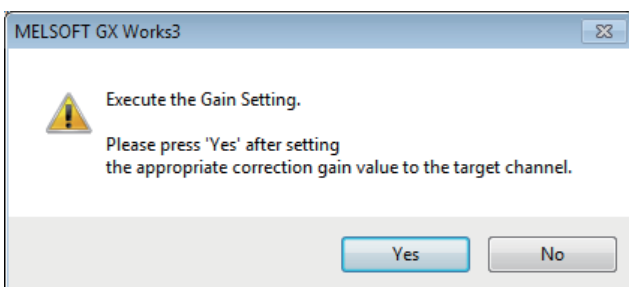 MELSOFT GX Works3
Execute the Gain Setting.
Please press 'Yes' after setting
the appropriate correction gain value to the target channel.
Yes
No